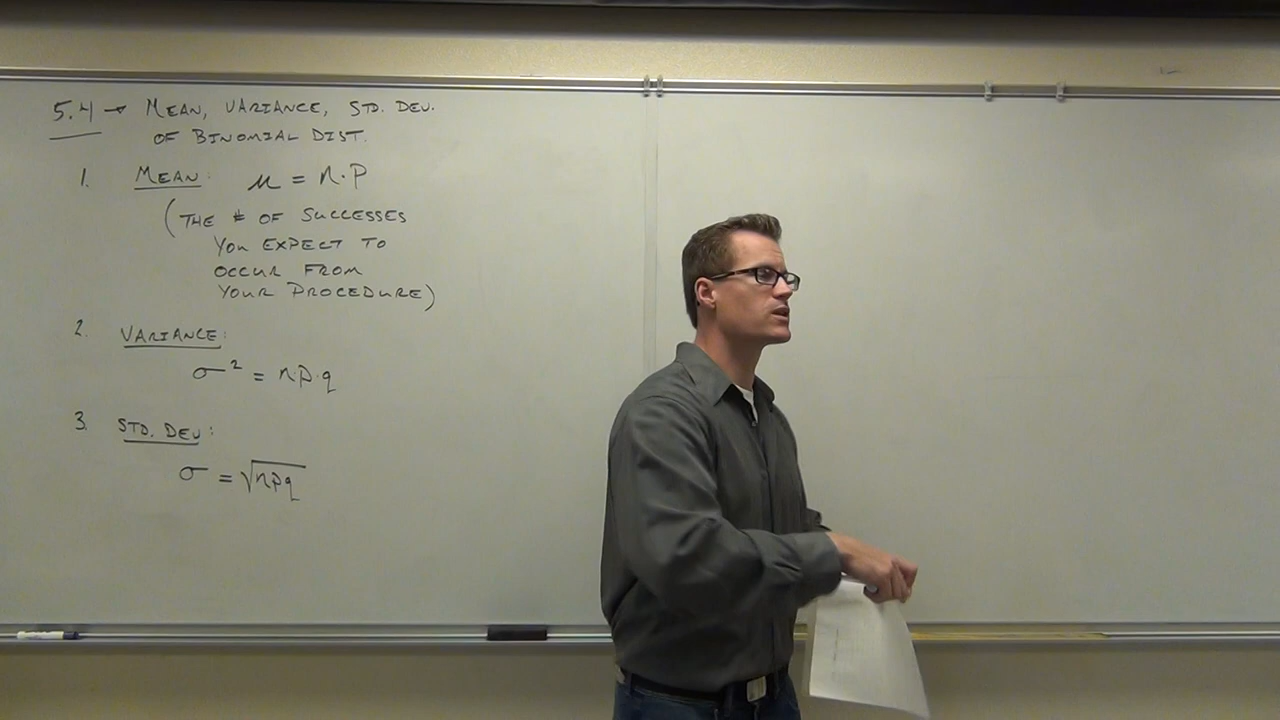 5.4 → MEAN, VARIANCE, STD. DEV.
OF BINOMIAL DIST.
1. MEAN: μ = n·P
(THE # OF SUCCESSES
YOU EXPECT TO
OCCUR FROM
YOUR PROCEDURE)
2. VARIANCE:
σ² = n·p·q
3. STD. DEV:
σ = √npq